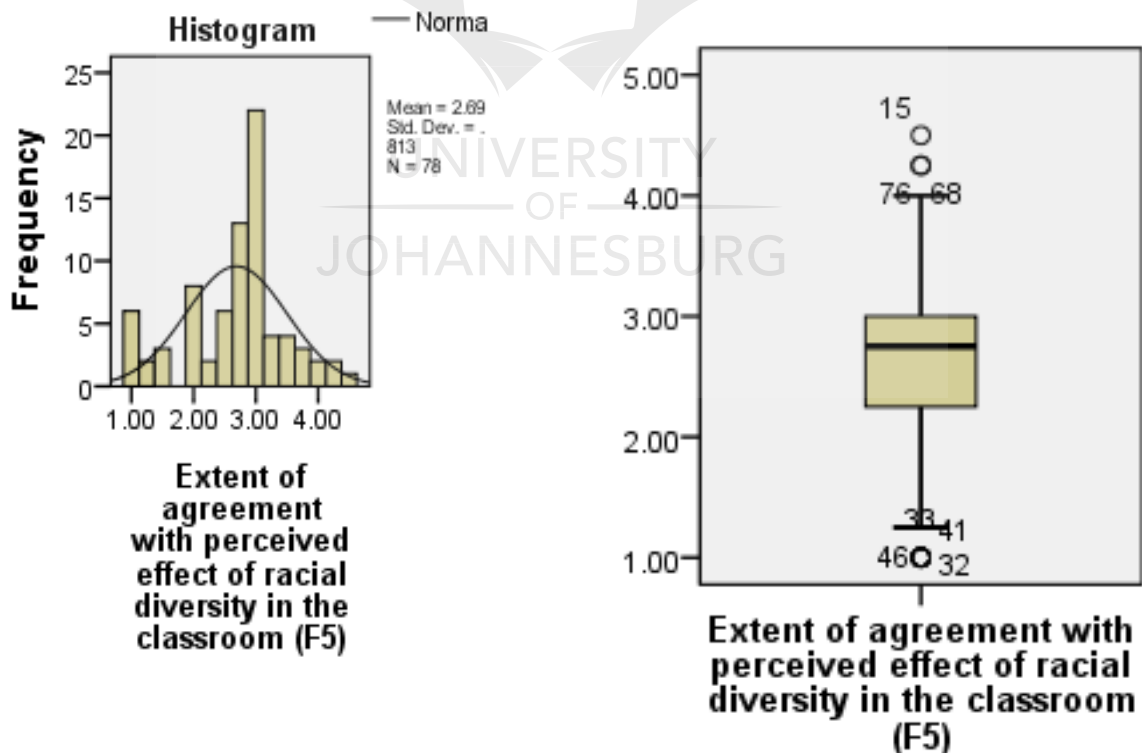 Histogram
Norma
25
20
15
10
5
0
Frequency
1.00 2.00 3.00 4.00
Mean = 2.69
Std. Dev. = .
813
N = 78
Extent of
agreement
with perceived
effect of racial
diversity in the
classroom (F5)
UNIVERSITY
OF
JOHANNESBURG
5.00
4.00
3.00
2.00
1.00
15
76 68
33
41
46 32
Extent of agreement with
perceived effect of racial
diversity in the classroom
(F5)